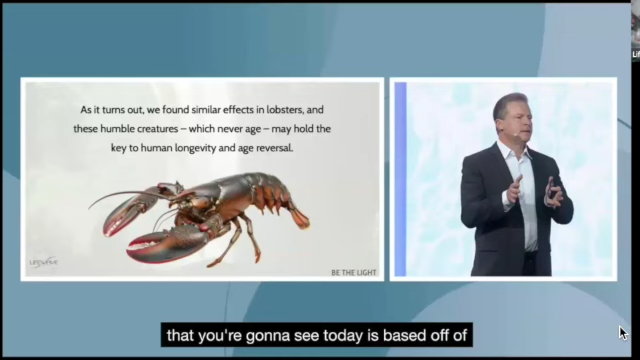 As it turns out, we found similar effects in lobsters, and
these humble creatures – which never age – may hold the
key to human longevity and age reversal.
LIFEWAVE
BE THE LIGHT
that you're gonna see today is based off of